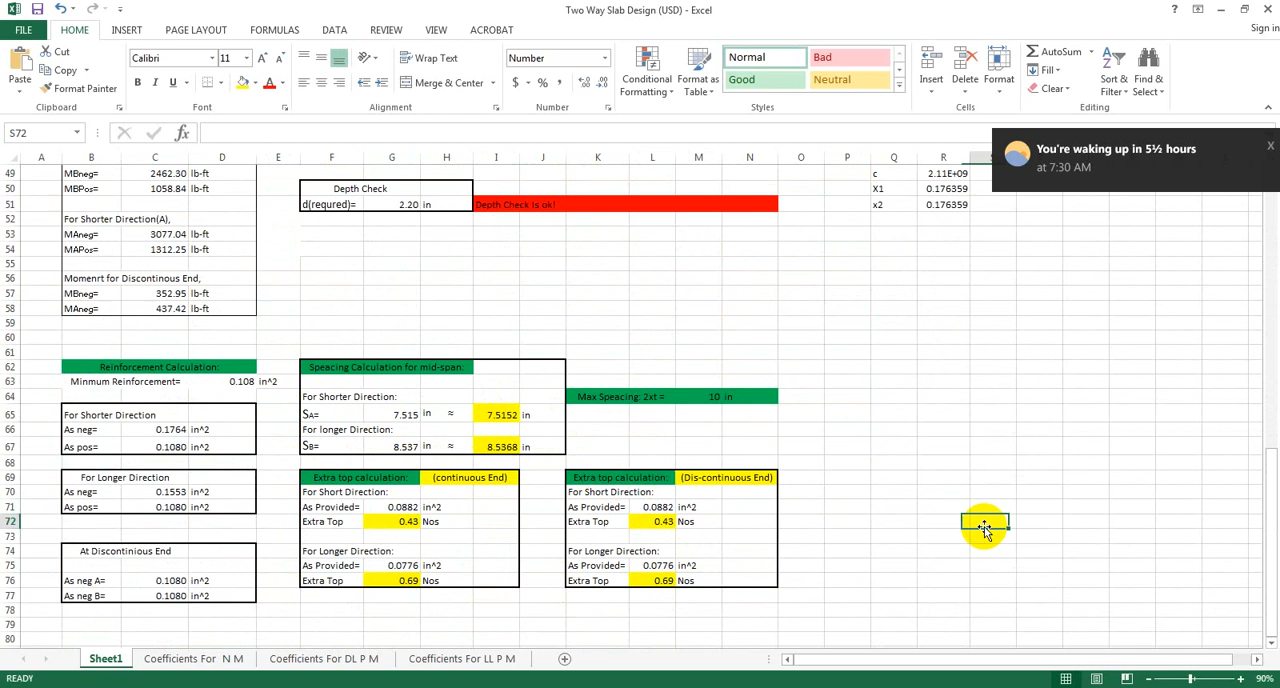 Two Way Slab Design (USD) - Excel
?
Sign in
FILE HOME INSERT PAGE LAYOUT FORMULAS DATA REVIEW VIEW ACROBAT
Paste
Cut
Copy
Format Painter
Clipboard
Calibri 11
B I U
Font
Wrap Text
Merge & Center
Alignment
Number
$ % ,
Number
Conditional Formatting
Format as Table
Normal Bad
Good Neutral
Styles
Insert Delete Format
Cells
AutoSum
Fill
Clear
Sort & Filter
Find & Select
Editing
S72 fx
You're waking up in 5½ hours
at 7:30 AM
X
A B C D E F G H I J K L M N O P Q R
49 MBneg= 2462.30 lb-ft c 2.11E+09
50 MBPos= 1058.84 lb-ft Depth Check X1 0.176359
51 d(requred)= 2.20 in Depth Check is ok! x2 0.176359
52 For Shorter Direction(A),
53 MAneg= 3077.04 lb-ft
54 MAPos= 1312.25 lb-ft
55
56 Momenrt for Discontinous End,
57 MBneg= 352.95 lb-ft
58 MAneg= 437.42 lb-ft
59
60
61
62 Reinforcement Calculation: Speacing Calculation for mid-span:
63 Minmum Reinforcement= 0.108 in^2
64 For Shorter Direction: Max Speacing: 2xt = 10 in
65 For Shorter Direction SA= 7.515 in ≈ 7.5152 in
66 As neg= 0.1764 in^2 For longer Direction:
67 As pos= 0.1080 in^2 SB= 8.537 in ≈ 8.5368 in
68
69 For Longer Direction Extra top calculation: (continuous End) Extra top calculation: (Dis-continuous End)
70 As neg= 0.1553 in^2 For Short Direction: For Short Direction:
71 As pos= 0.1080 in^2 As Provided= 0.0882 in^2 As Provided= 0.0882 in^2
72 Extra Top 0.43 Nos Extra Top 0.43 Nos
73
74 At Discontinious End For Longer Direction: For Longer Direction:
75 As Provided= 0.0776 in^2 As Provided= 0.0776 in^2
76 As neg A= 0.1080 in^2 Extra Top 0.69 Nos Extra Top 0.69 Nos
77 As neg B= 0.1080 in^2
78
79
80
Sheet1 Coefficients For N M Coefficients For DL P M Coefficients For LL P M
READY 90%